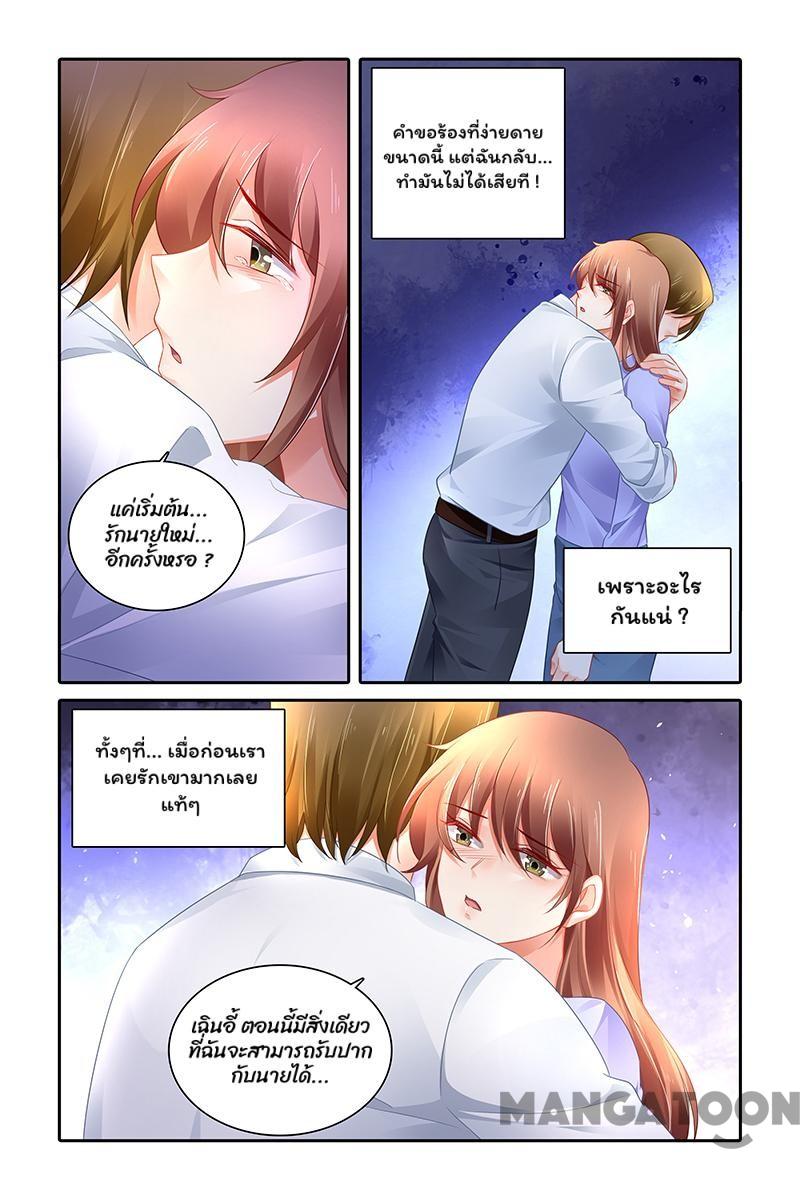 แค่เริ่มต้น...
รักนายใหม่...
อีกครั้งหรอ ?
คำขอร้องที่ง่ายดาย
ขนาดนี้ แต่ฉันกลับ...
ทำมันไม่ได้เสียที !
เพราะอะไร
กันแน่ ?
ทั้งๆที่... เมื่อก่อนเรา
เคยรักเขามากเลย
แท้ๆ
เฉินอี้ ตอนนี้มีสิ่งเดียว
ที่ฉันจะสามารถรับปาก
กับนายได้...
MANGATOON